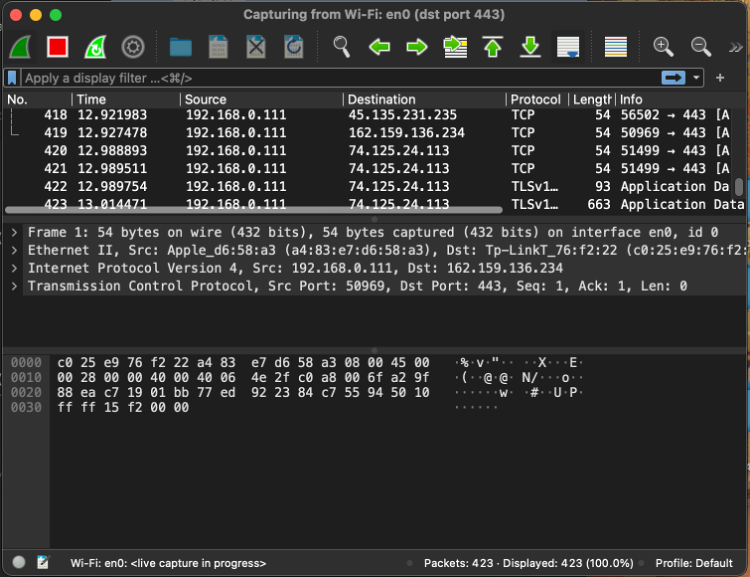 Capturing from Wi-Fi: en0 (dst port 443)
Apply a display filter ...<⌘/>
No. Time Source Destination Protocol Length Info
418 12.921983 192.168.0.111 45.135.231.235 TCP 54 56502 → 443 [A
419 12.927478 192.168.0.111 162.159.136.234 TCP 54 50969 → 443 [A
420 12.988893 192.168.0.111 74.125.24.113 TCP 54 51499 → 443 [A
421 12.989511 192.168.0.111 74.125.24.113 TCP 54 51499 → 443 [A
422 12.989754 192.168.0.111 74.125.24.113 TLSv1… 93 Application Da
423 13.014471 192.168.0.111 74.125.24.113 TLSv1… 663 Application Data
Frame 1: 54 bytes on wire (432 bits), 54 bytes captured (432 bits) on interface en0, id 0
Ethernet II, Src: Apple_d6:58:a3 (a4:83:e7:d6:58:a3), Dst: Tp-LinkT_76:f2:22 (c0:25:e9:76:f2:
Internet Protocol Version 4, Src: 192.168.0.111, Dst: 162.159.136.234
Transmission Control Protocol, Src Port: 50969, Dst Port: 443, Seq: 1, Ack: 1, Len: 0
0000 c0 25 e9 76 f2 22 a4 83 e7 d6 58 a3 08 00 45 00 ·%·v·"·· ··X···E·
0010 00 28 00 00 40 00 40 06 4e 2f c0 a8 00 6f a2 9f ·(··@·@· N/···o··
0020 88 ea c7 19 01 bb 77 ed 92 23 84 c7 55 94 50 10 ······w· ·#··U·P·
0030 ff ff 15 f2 00 00 ······
Wi-Fi: en0: <live capture in progress> Packets: 423 · Displayed: 423 (100.0%) Profile: Default